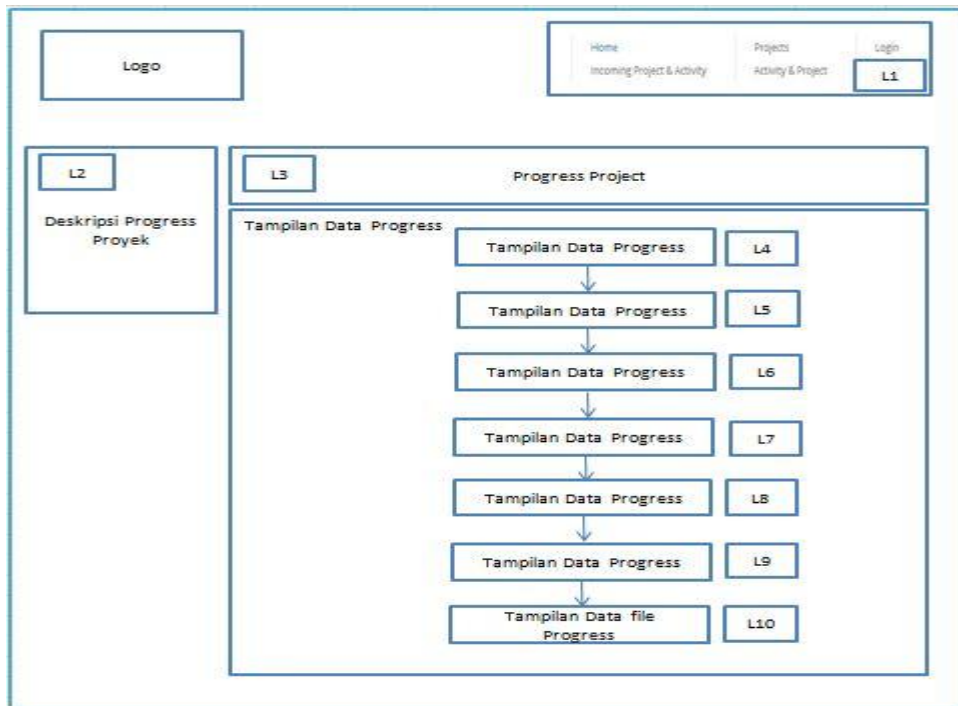 Logo
Home Projects Login
Incoming Project & Activity Activity & Project L1
L2
Deskripsi Progress
Proyek
L3 Progress Project
Tampilan Data Progress
Tampilan Data Progress L4
Tampilan Data Progress L5
Tampilan Data Progress L6
Tampilan Data Progress L7
Tampilan Data Progress L8
Tampilan Data Progress L9
Tampilan Data file
Progress L10